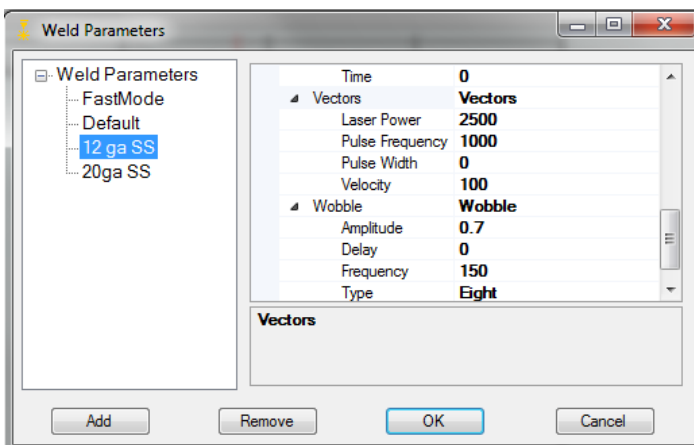 Weld Parameters
Weld Parameters
FastMode
Default
12 ga SS
20ga SS
Time 0
Vectors Vectors
Laser Power 2500
Pulse Frequency 1000
Pulse Width 0
Velocity 100
Wobble Wobble
Amplitude 0.7
Delay 0
Frequency 150
Type Eight
Vectors
Add Remove OK Cancel